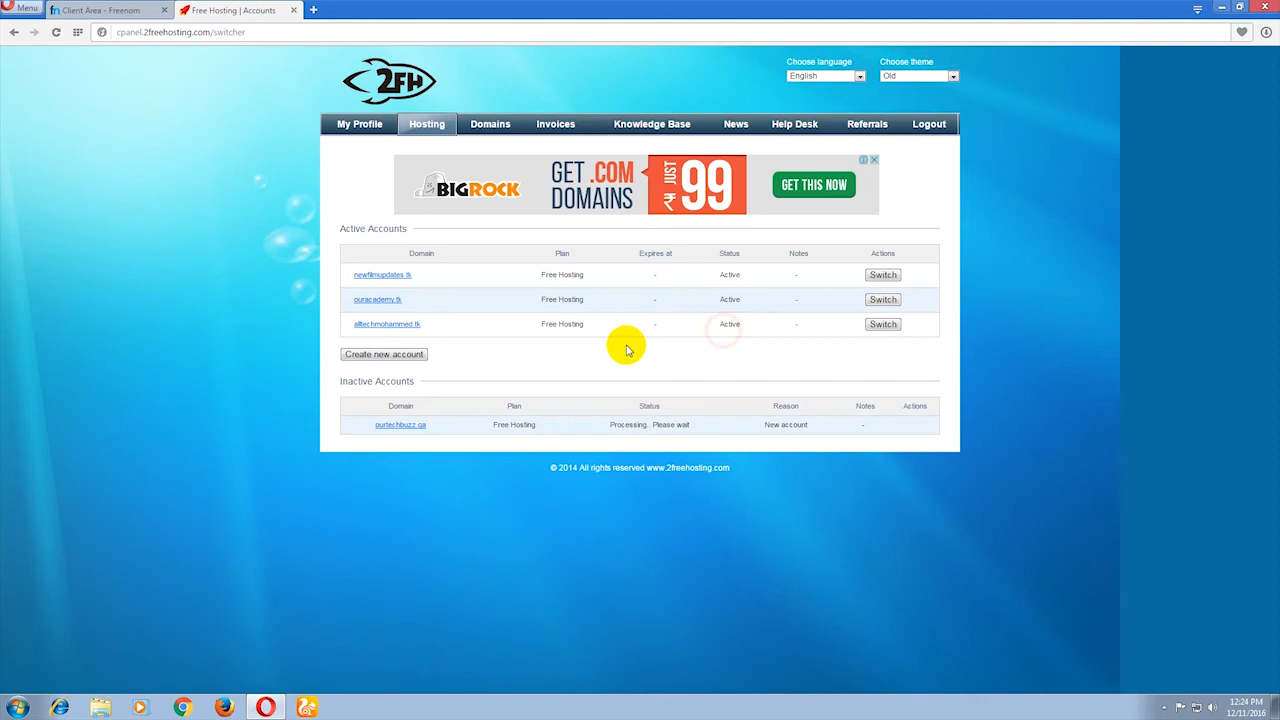 Menu
Client Area - Freenom
Free Hosting | Accounts
cpanel.2freehosting.com/switcher
2FH
Choose language
Choose theme
English
Old
My Profile
Hosting
Domains
Invoices
Knowledge Base
News
Help Desk
Referrals
Logout
BIGROCK
GET .COM
DOMAINS
JUST
₹ 99
GET THIS NOW
Active Accounts
Domain Plan Expires at Status Notes Actions
newfilmupdates.tk Free Hosting - Active - Switch
ouracademy.tk Free Hosting - Active - Switch
alltechmohammed.tk Free Hosting - Active - Switch
Create new account
Inactive Accounts
Domain Plan Status Reason Notes Actions
ourtechbuzz.ga Free Hosting Processing.. Please wait New account -
© 2014 All rights reserved www.2freehosting.com
12:24 PM
12/11/2016